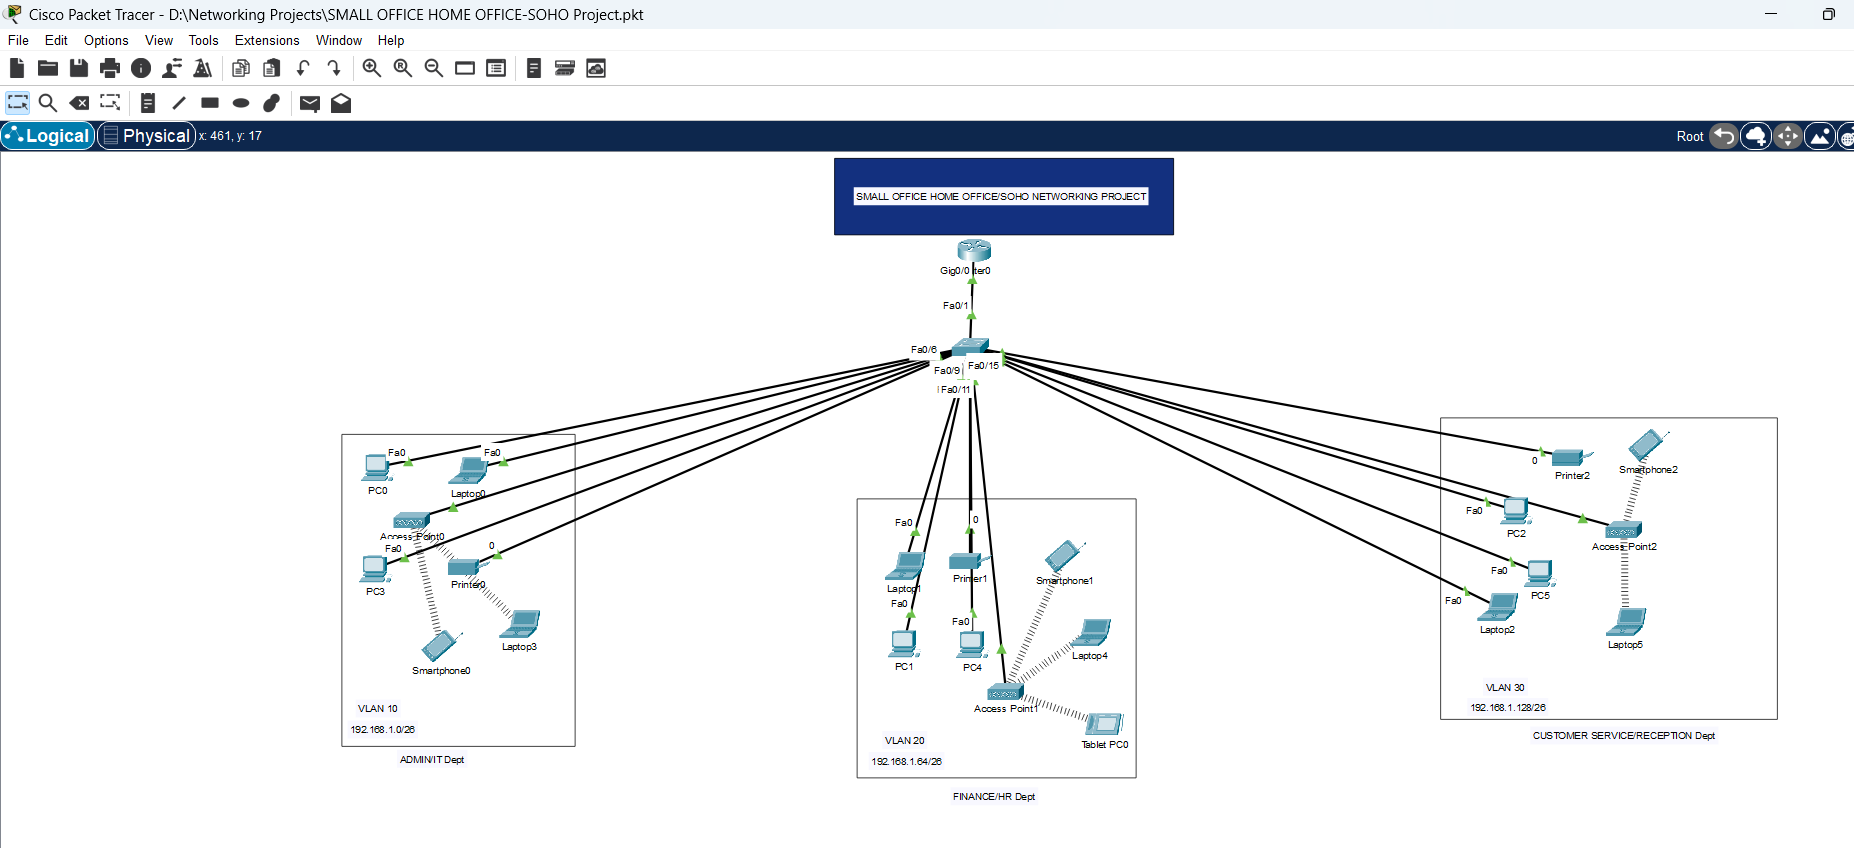 Cisco Packet Tracer - D:\Networking Projects\SMALL OFFICE HOME OFFICE-SOHO Project.pkt
File Edit Options View Tools Extensions Window Help
Logical Physical x: 461, y: 17 Root
SMALL OFFICE HOME OFFICE/SOHO NETWORKING PROJECT
Gig0/0 ter0
Fa0/1
Fa0/6
Fa0/9 Fa0/15
Fa0/11
Fa0 Fa0
PC0 Laptop0
Access Point0
Fa0 0
PC3 Printer0
Smartphone0 Laptop3
VLAN 10
192.168.1.0/26
ADMIN/IT Dept
Fa0 0
Laptop1 Printer1 Smartphone1
Fa0 Fa0
PC1 PC4 Laptop4
Access Point1
Tablet PC0
VLAN 20
192.168.1.64/26
FINANCE/HR Dept
0 Printer2 Smartphone2
Fa0
PC2 Access Point2
Fa0 PC5
Fa0
Laptop2 Laptop5
VLAN 30
192.168.1.128/26
CUSTOMER SERVICE/RECEPTION Dept